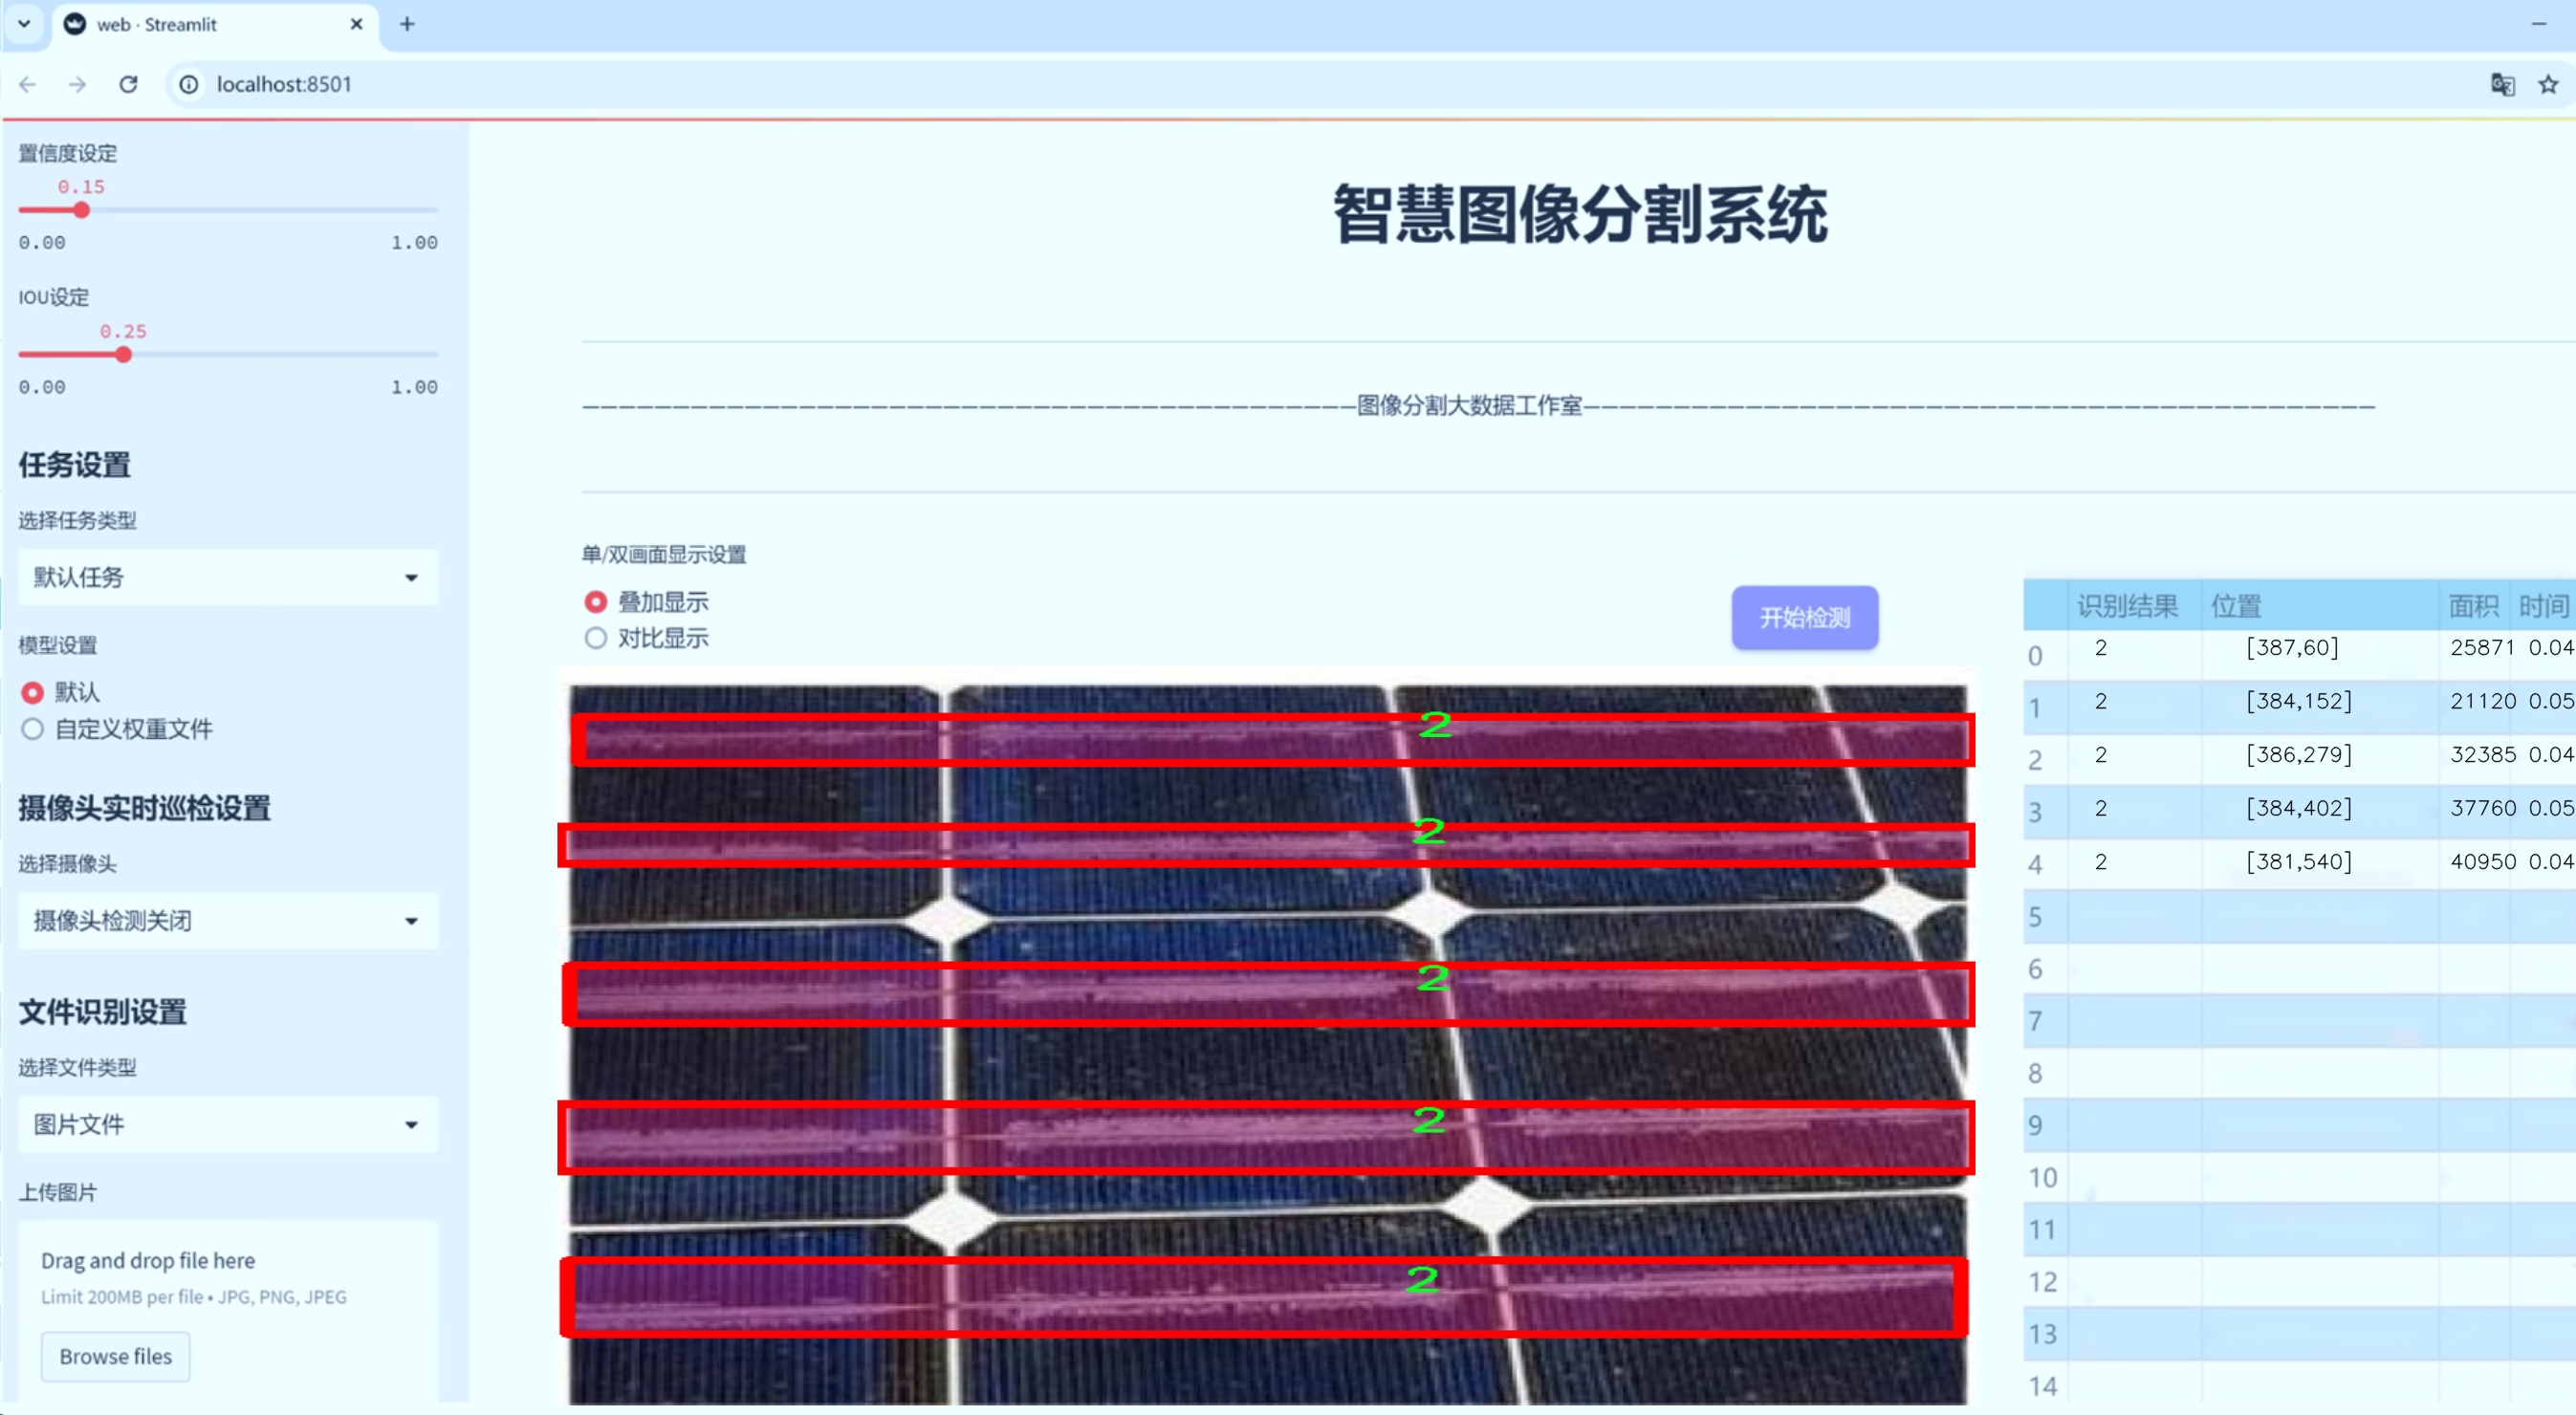 web · Streamlit
localhost:8501
置信度设定
0.15
0.00 1.00
IOU设定
0.25
0.00 1.00
任务设置
选择任务类型
默认任务
模型设置
默认
自定义权重文件
摄像头实时巡检设置
选择摄像头
摄像头检测关闭
文件识别设置
选择文件类型
图片文件
上传图片
Drag and drop file here
Limit 200MB per file • JPG, PNG, JPEG
Browse files
智慧图像分割系统
图像分割大数据工作室
单/双画面显示设置
叠加显示
对比显示
开始检测
2
2
2
2
2
识别结果 位置 面积 时间
0 2 [387,60] 25871 0.04
1 2 [384,152] 21120 0.05
2 2 [386,279] 32385 0.04
3 2 [384,402] 37760 0.05
4 2 [381,540] 40950 0.04
5
6
7
8
9
10
11
12
13
14